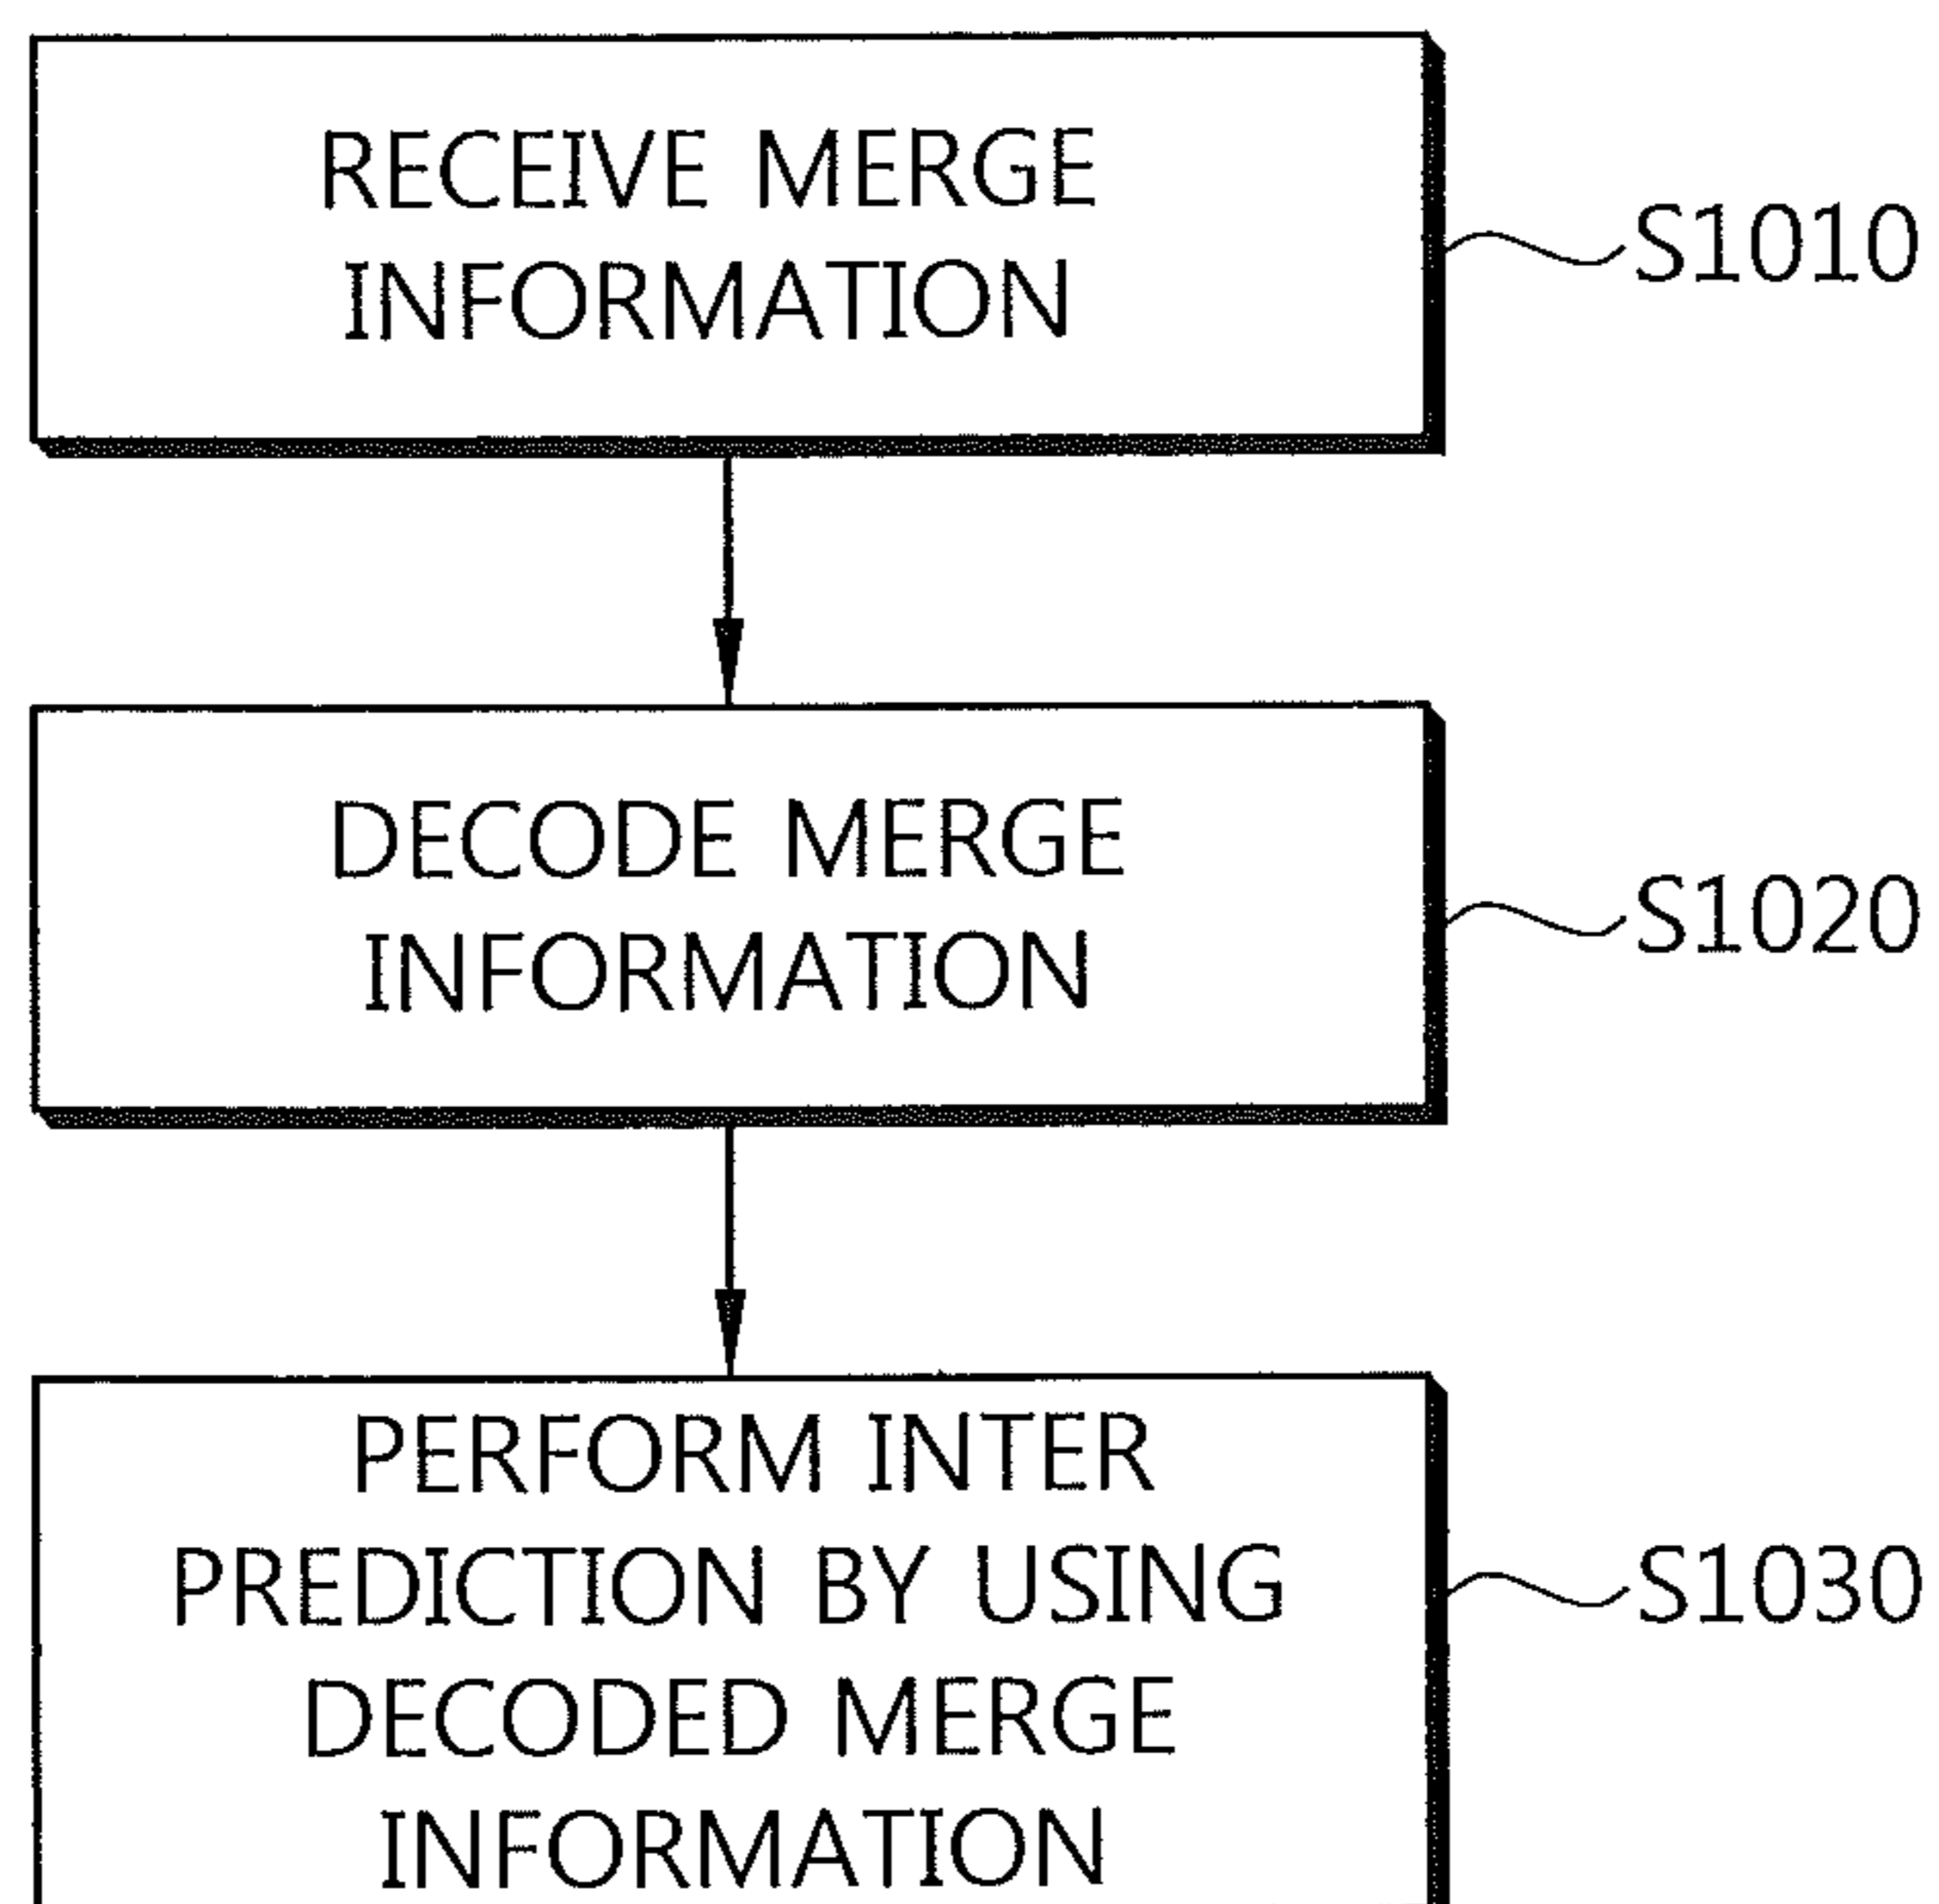 RECEIVE MERGE
INFORMATION
S1010
DECODE MERGE
INFORMATION
S1020
PERFORM INTER
PREDICTION BY USING
DECODED MERGE
INFORMATION
S1030